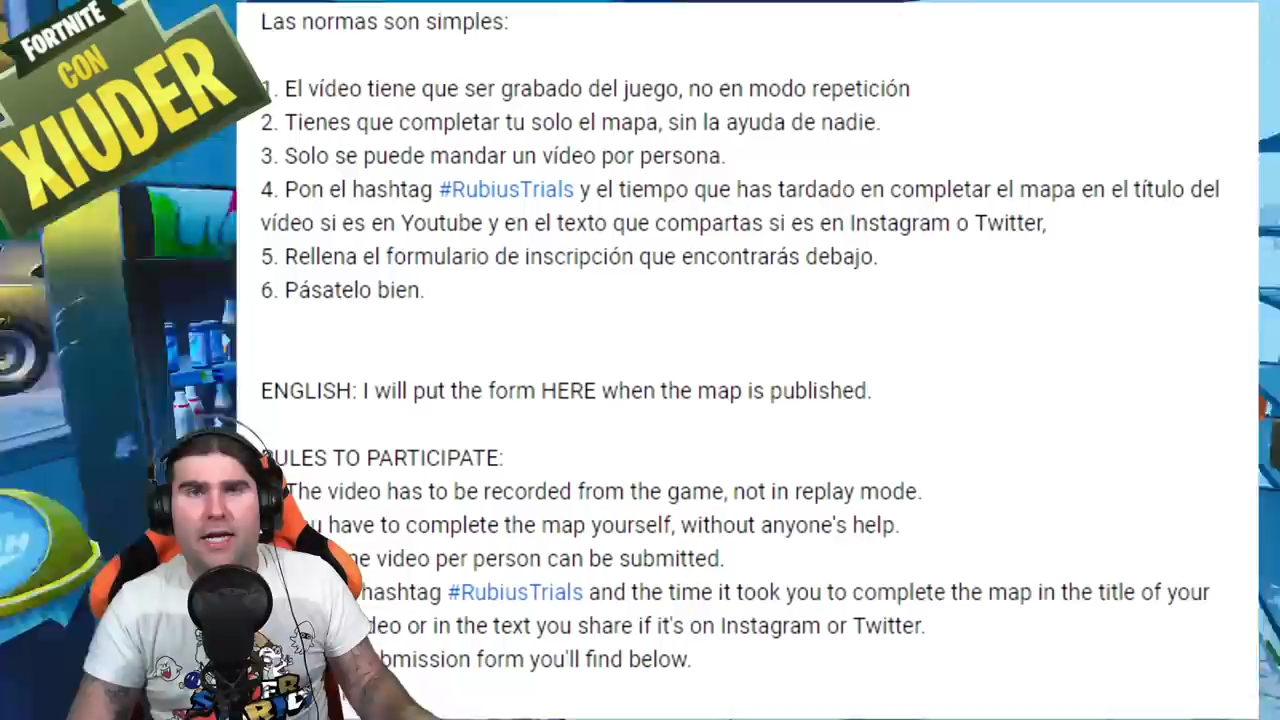 FORTNITE
CON
XIUDER
Las normas son simples:
1. El vídeo tiene que ser grabado del juego, no en modo repetición
2. Tienes que completar tu solo el mapa, sin la ayuda de nadie.
3. Solo se puede mandar un vídeo por persona.
4. Pon el hashtag #RubiusTrials y el tiempo que has tardado en completar el mapa en el título del
vídeo si es en Youtube y en el texto que compartas si es en Instagram o Twitter,
5. Rellena el formulario de inscripción que encontrarás debajo.
6. Pásatelo bien.
ENGLISH: I will put the form HERE when the map is published.
RULES TO PARTICIPATE:
The video has to be recorded from the game, not in replay mode.
have to complete the map yourself, without anyone's help.
video per person can be submitted.
hashtag #RubiusTrials and the time it took you to complete the map in the title of your
or in the text you share if it's on Instagram or Twitter.
form you'll find below.